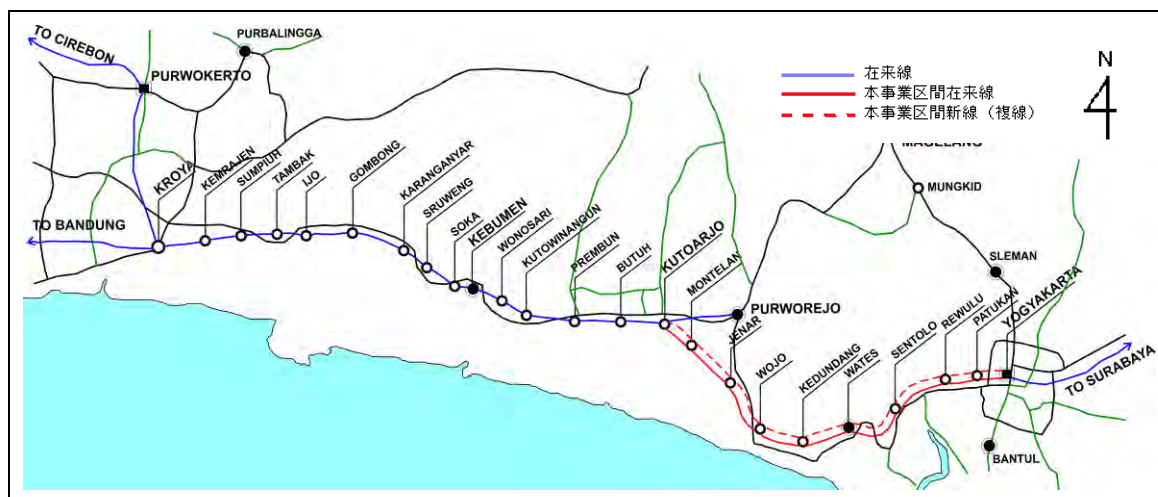 TO CIREBON
PURBALINGGA
PURWOKERTO
N
在来線
本事業区間在来線
本事業区間新線（複線）
MAGELANG
MUNGKID
SLEMAN
TO BANDUNG
KROYA
KEMRAJEN
SUMPIUR
TAMBAK
IJO
GOMBONG
KARANGANYAR
SRUWENG
SOKA
KEBUMEN
WONOSARI
KUTOWINANGUN
PREMBUN
BUTUH
KUTOARJO
MONTELAN
PURWOREJO
JENAR
WOJO
KEDUNDANG
WATES
SENTOLO
REWULU
PATUKAN
YOGYAKARTA
TO SURABAYA
BANTUL